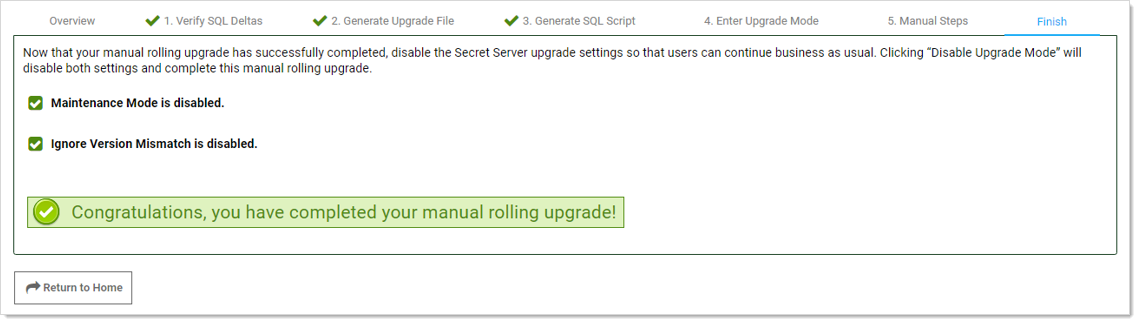 Overview 1. Verify SQL Deltas 2. Generate Upgrade File 3. Generate SQL Script 4. Enter Upgrade Mode 5. Manual Steps Finish
Now that your manual rolling upgrade has successfully completed, disable the Secret Server upgrade settings so that users can continue business as usual. Clicking “Disable Upgrade Mode” will
disable both settings and complete this manual rolling upgrade.
Maintenance Mode is disabled.
Ignore Version Mismatch is disabled.
Congratulations, you have completed your manual rolling upgrade!
Return to Home